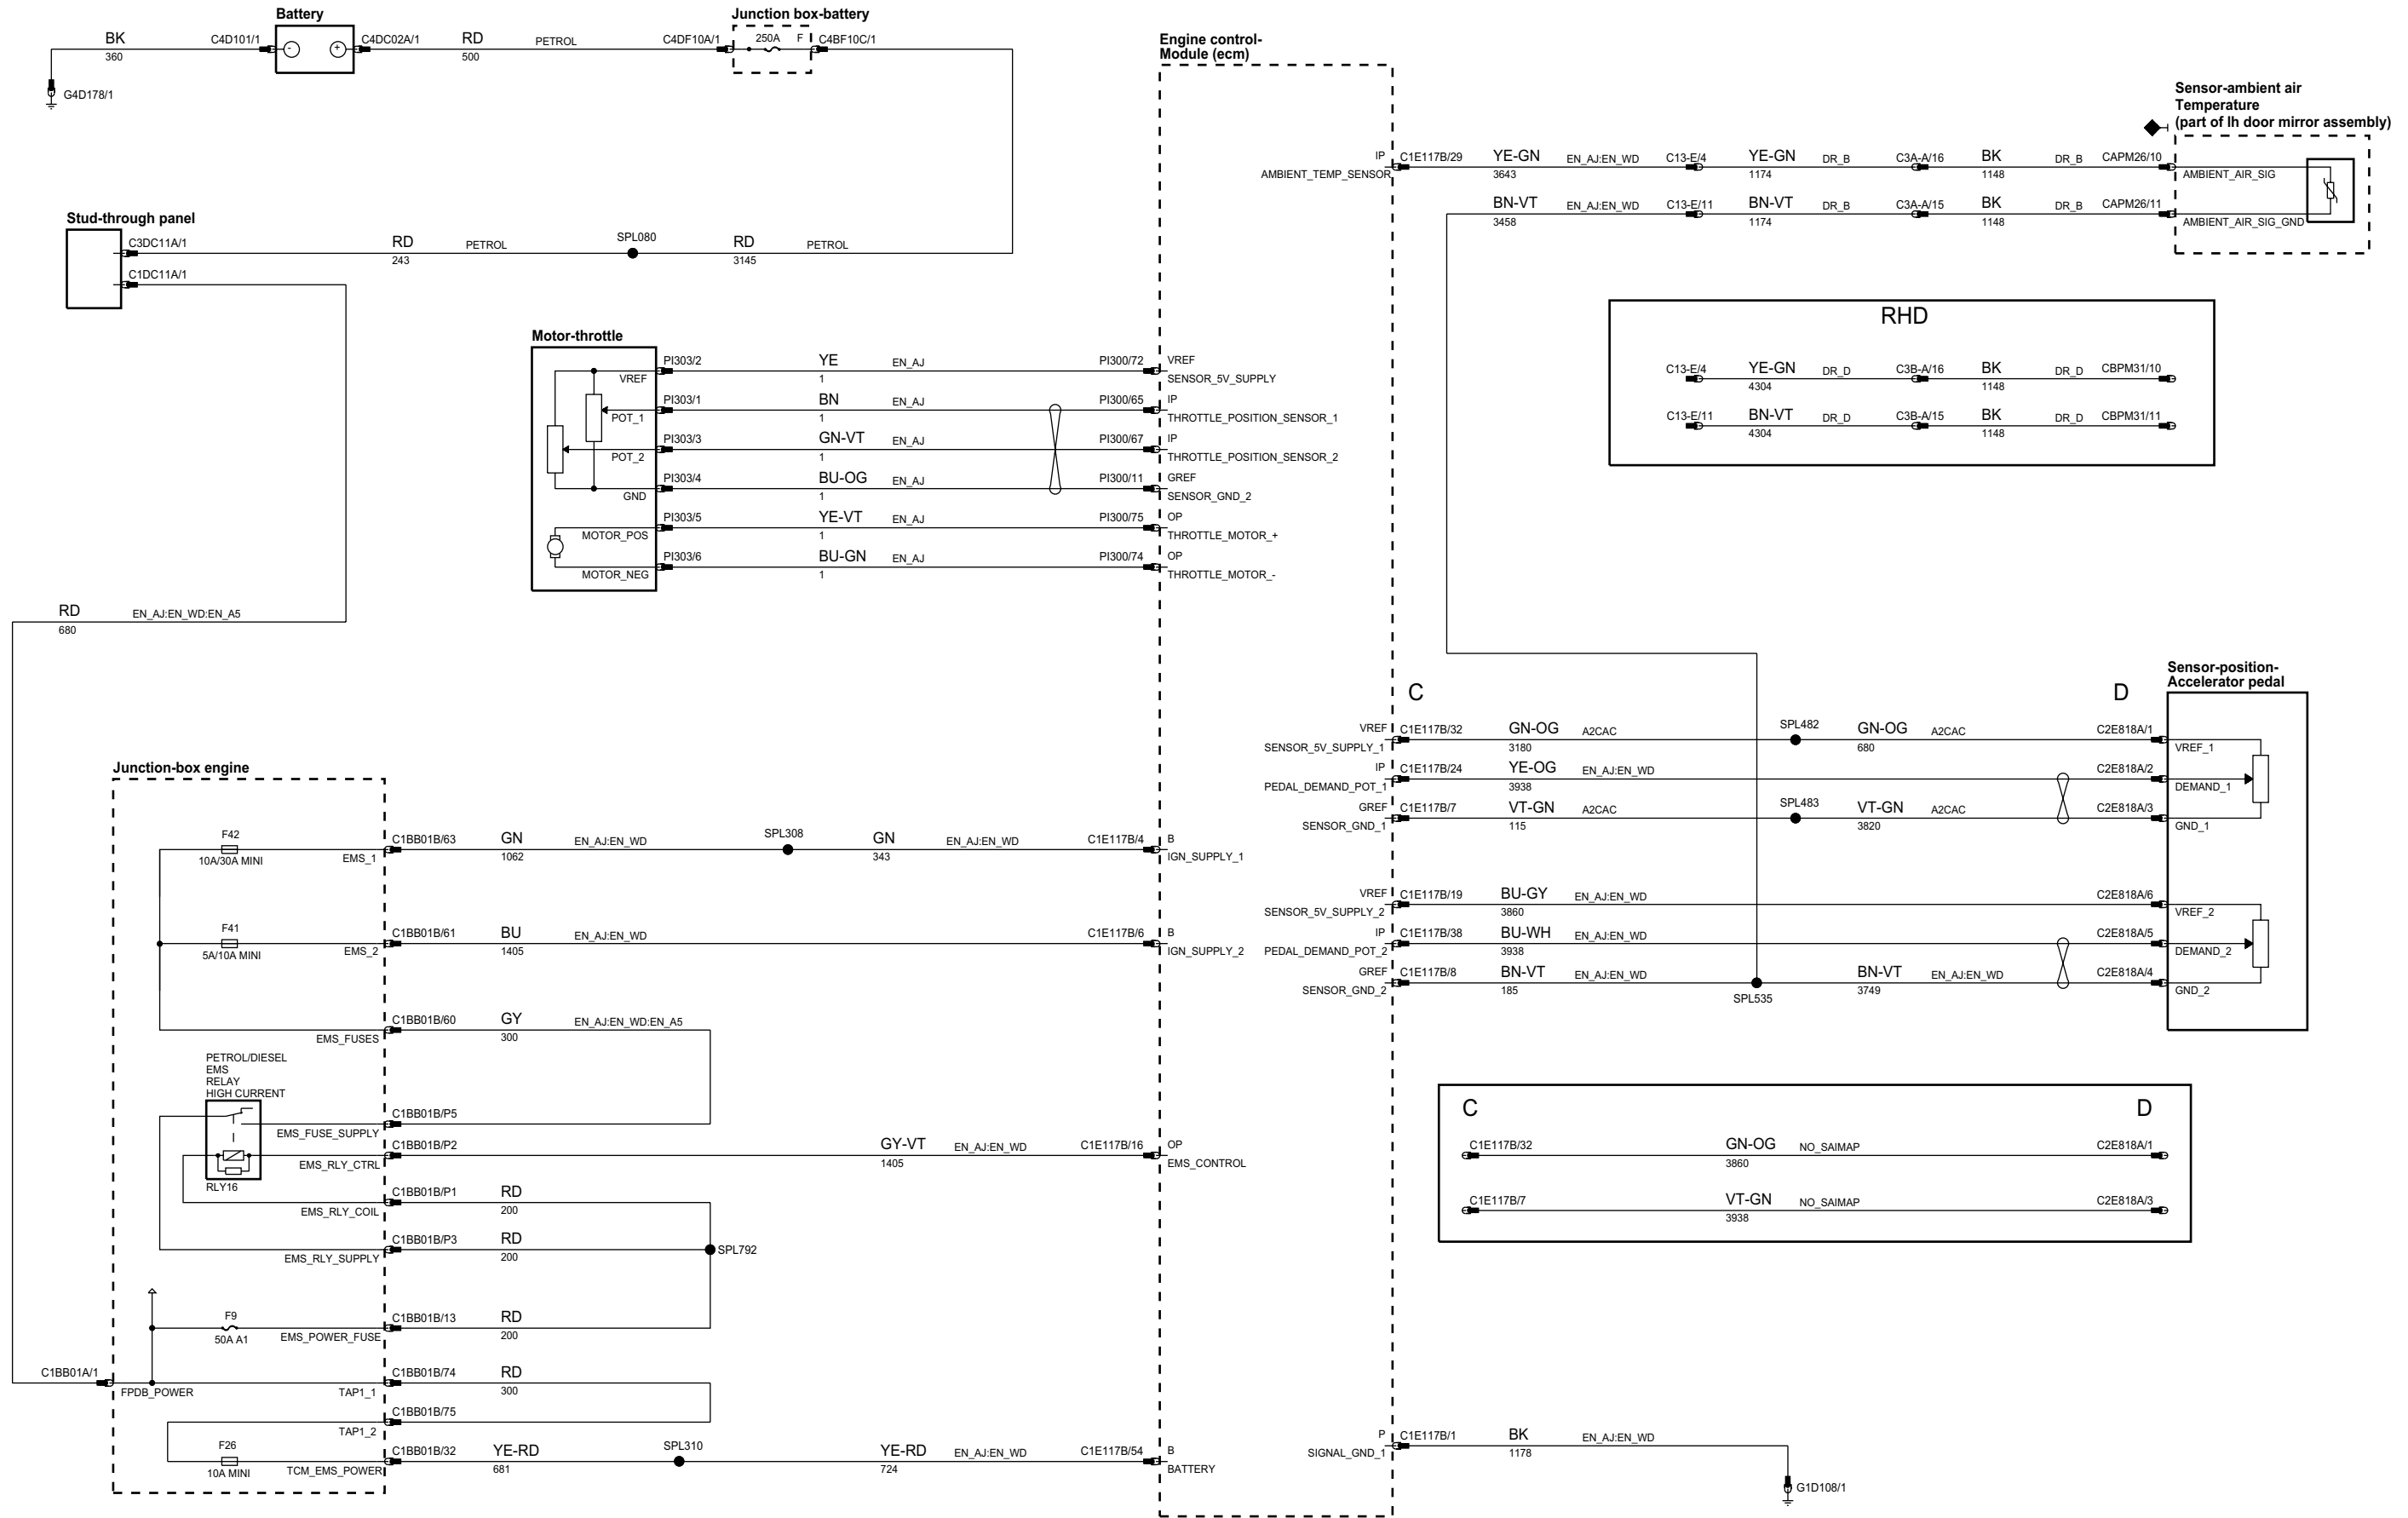 Battery
BK
360
C4D101/1
- +
C4DC02A/1
RD
500
PETROL
G4D178/1
Junction box-battery
C4DF10A/1
250A F
C4BF10C/1
Stud-through panel
C3DC11A/1
RD
243
PETROL
SPL080
RD
3145
PETROL
C1DC11A/1
RD
680
EN_AJ:EN_WD:EN_A5
Motor-throttle
VREF
PI303/2
YE
1
EN_AJ
PI300/72
VREF
SENSOR_5V_SUPPLY
POT_1
PI303/1
BN
1
EN_AJ
PI300/65
IP
THROTTLE_POSITION_SENSOR_1
POT_2
PI303/3
GN-VT
1
EN_AJ
PI300/67
IP
THROTTLE_POSITION_SENSOR_2
GND
PI303/4
BU-OG
1
EN_AJ
PI300/11
GREF
SENSOR_GND_2
MOTOR_POS
PI303/5
YE-VT
1
EN_AJ
PI300/75
OP
THROTTLE_MOTOR_+
MOTOR_NEG
PI303/6
BU-GN
1
EN_AJ
PI300/74
OP
THROTTLE_MOTOR_-
Engine control-
Module (ecm)
IP
AMBIENT_TEMP_SENSOR
C1E117B/29
YE-GN
3643
EN_AJ:EN_WD
C13-E/4
YE-GN
1174
DR_B
C3A-A/16
BK
1148
DR_B
CAPM26/10
AMBIENT_AIR_SIG
BN-VT
3458
EN_AJ:EN_WD
C13-E/11
BN-VT
1174
DR_B
C3A-A/15
BK
1148
DR_B
CAPM26/11
AMBIENT_AIR_SIG_GND
Sensor-ambient air
Temperature
(part of lh door mirror assembly)
RHD
C13-E/4
YE-GN
4304
DR_D
C3B-A/16
BK
1148
DR_D
CBPM31/10
C13-E/11
BN-VT
4304
DR_D
C3B-A/15
BK
1148
DR_D
CBPM31/11
Sensor-position-
Accelerator pedal
C
D
VREF
SENSOR_5V_SUPPLY_1
C1E117B/32
GN-OG
3180
A2CAC
SPL482
GN-OG
680
A2CAC
C2E818A/1
VREF_1
IP
PEDAL_DEMAND_POT_1
C1E117B/24
YE-OG
3938
EN_AJ:EN_WD
C2E818A/2
DEMAND_1
GREF
SENSOR_GND_1
C1E117B/7
VT-GN
115
A2CAC
SPL483
VT-GN
3820
A2CAC
C2E818A/3
GND_1
VREF
SENSOR_5V_SUPPLY_2
C1E117B/19
BU-GY
3860
EN_AJ:EN_WD
C2E818A/6
VREF_2
IP
PEDAL_DEMAND_POT_2
C1E117B/38
BU-WH
3938
EN_AJ:EN_WD
C2E818A/5
DEMAND_2
GREF
SENSOR_GND_2
C1E117B/8
BN-VT
185
EN_AJ:EN_WD
SPL535
BN-VT
3749
EN_AJ:EN_WD
C2E818A/4
GND_2
C
D
C1E117B/32
GN-OG
3860
NO_SAIMAP
C2E818A/1
C1E117B/7
VT-GN
3938
NO_SAIMAP
C2E818A/3
Junction-box engine
F42
10A/30A MINI
EMS_1
C1BB01B/63
GN
1062
EN_AJ:EN_WD
SPL308
GN
343
EN_AJ:EN_WD
C1E117B/4
B
IGN_SUPPLY_1
F41
5A/10A MINI
EMS_2
C1BB01B/61
BU
1405
EN_AJ:EN_WD
C1E117B/6
B
IGN_SUPPLY_2
EMS_FUSES
C1BB01B/60
GY
300
EN_AJ:EN_WD:EN_A5
PETROL/DIESEL
EMS
RELAY
HIGH CURRENT
RLY16
EMS_FUSE_SUPPLY
C1BB01B/P5
EMS_RLY_CTRL
C1BB01B/P2
GY-VT
1405
EN_AJ:EN_WD
C1E117B/16
OP
EMS_CONTROL
EMS_RLY_COIL
C1BB01B/P1
RD
200
EMS_RLY_SUPPLY
C1BB01B/P3
RD
200
SPL792
F9
50A A1
EMS_POWER_FUSE
C1BB01B/13
RD
200
C1BB01A/1
FPDB_POWER
TAP1_1
C1BB01B/74
RD
300
TAP1_2
C1BB01B/75
F26
10A MINI
TCM_EMS_POWER
C1BB01B/32
YE-RD
681
SPL310
YE-RD
724
EN_AJ:EN_WD
C1E117B/54
B
BATTERY
P
SIGNAL_GND_1
C1E117B/1
BK
1178
EN_AJ:EN_WD
G1D108/1